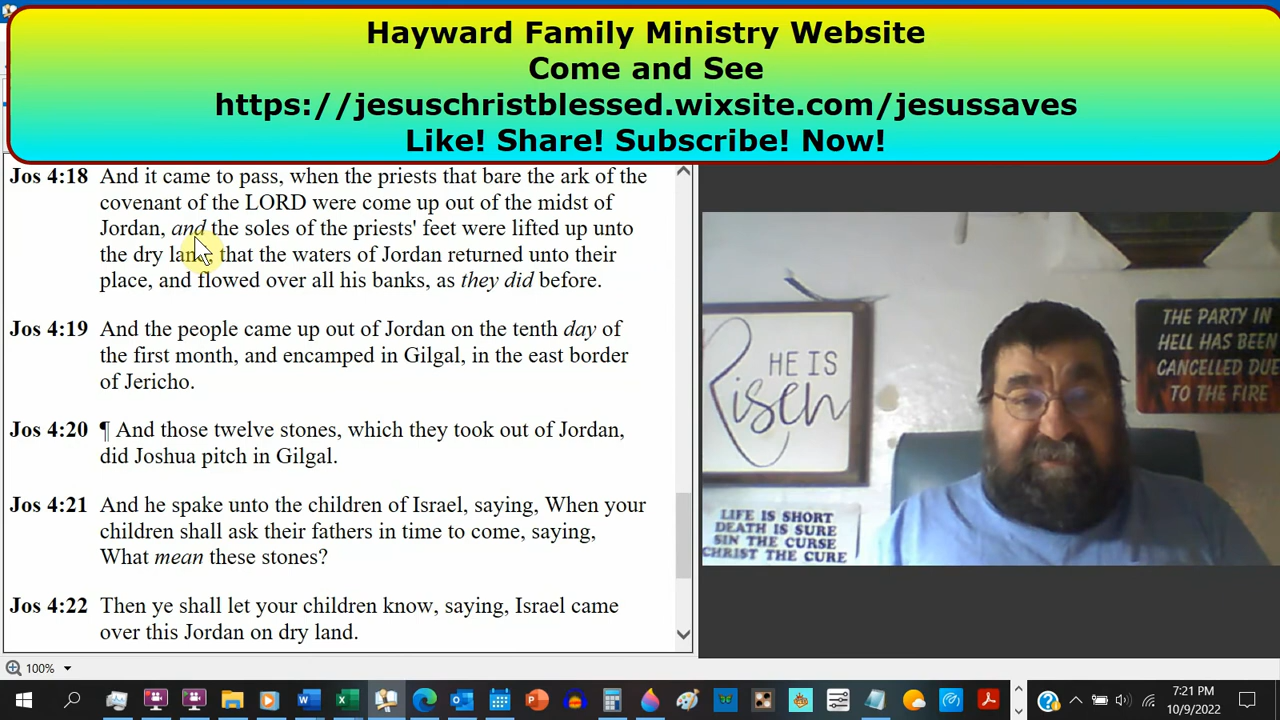 Hayward Family Ministry Website
Come and See
https://jesuschristblessed.wixsite.com/jesussaves
Like! Share! Subscribe! Now!
Jos 4:18 And it came to pass, when the priests that bare the ark of the
covenant of the LORD were come up out of the midst of
Jordan, and the soles of the priests' feet were lifted up unto
the dry land, that the waters of Jordan returned unto their
place, and flowed over all his banks, as they did before.
Jos 4:19 And the people came up out of Jordan on the tenth day of
the first month, and encamped in Gilgal, in the east border
of Jericho.
Jos 4:20 ¶ And those twelve stones, which they took out of Jordan,
did Joshua pitch in Gilgal.
Jos 4:21 And he spake unto the children of Israel, saying, When your
children shall ask their fathers in time to come, saying,
What mean these stones?
Jos 4:22 Then ye shall let your children know, saying, Israel came
over this Jordan on dry land.
HE IS
Risen
THE PARTY IN
HELL HAS BEEN
CANCELLED DUE
TO THE FIRE
LIFE IS SHORT
DEATH IS SURE
SIN THE CURSE
CHRIST THE CURE
100%
7:21 PM
10/9/2022